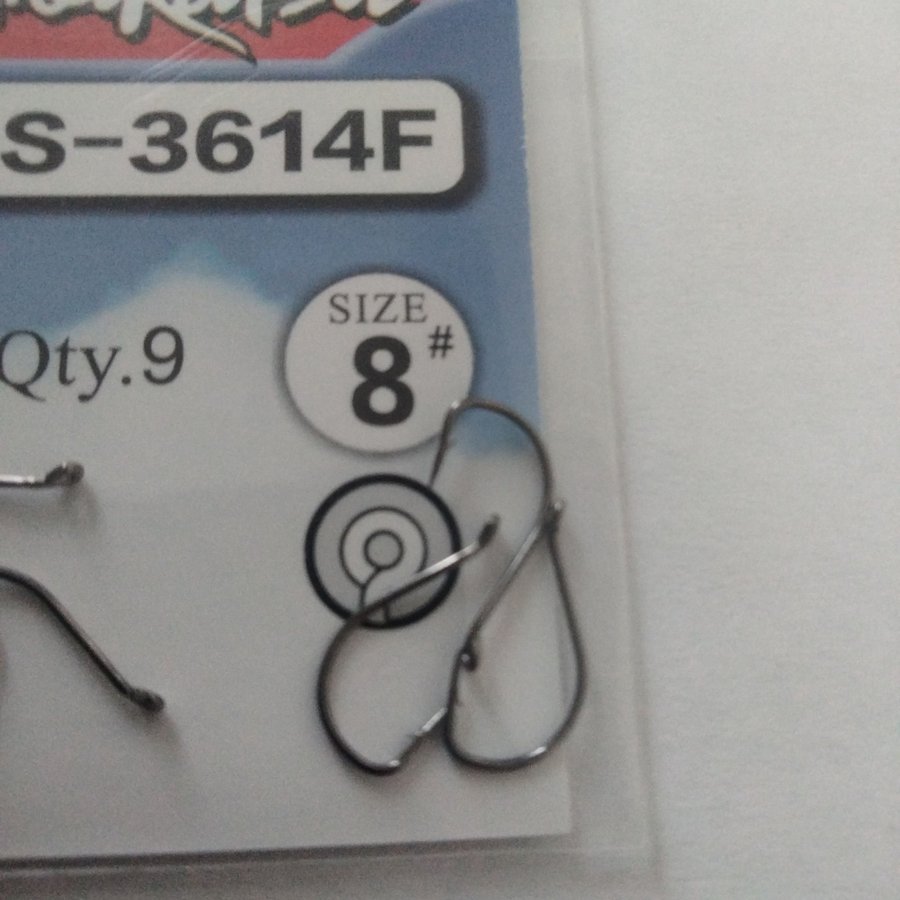 S-3614F
SIZE
8#
Qty.9